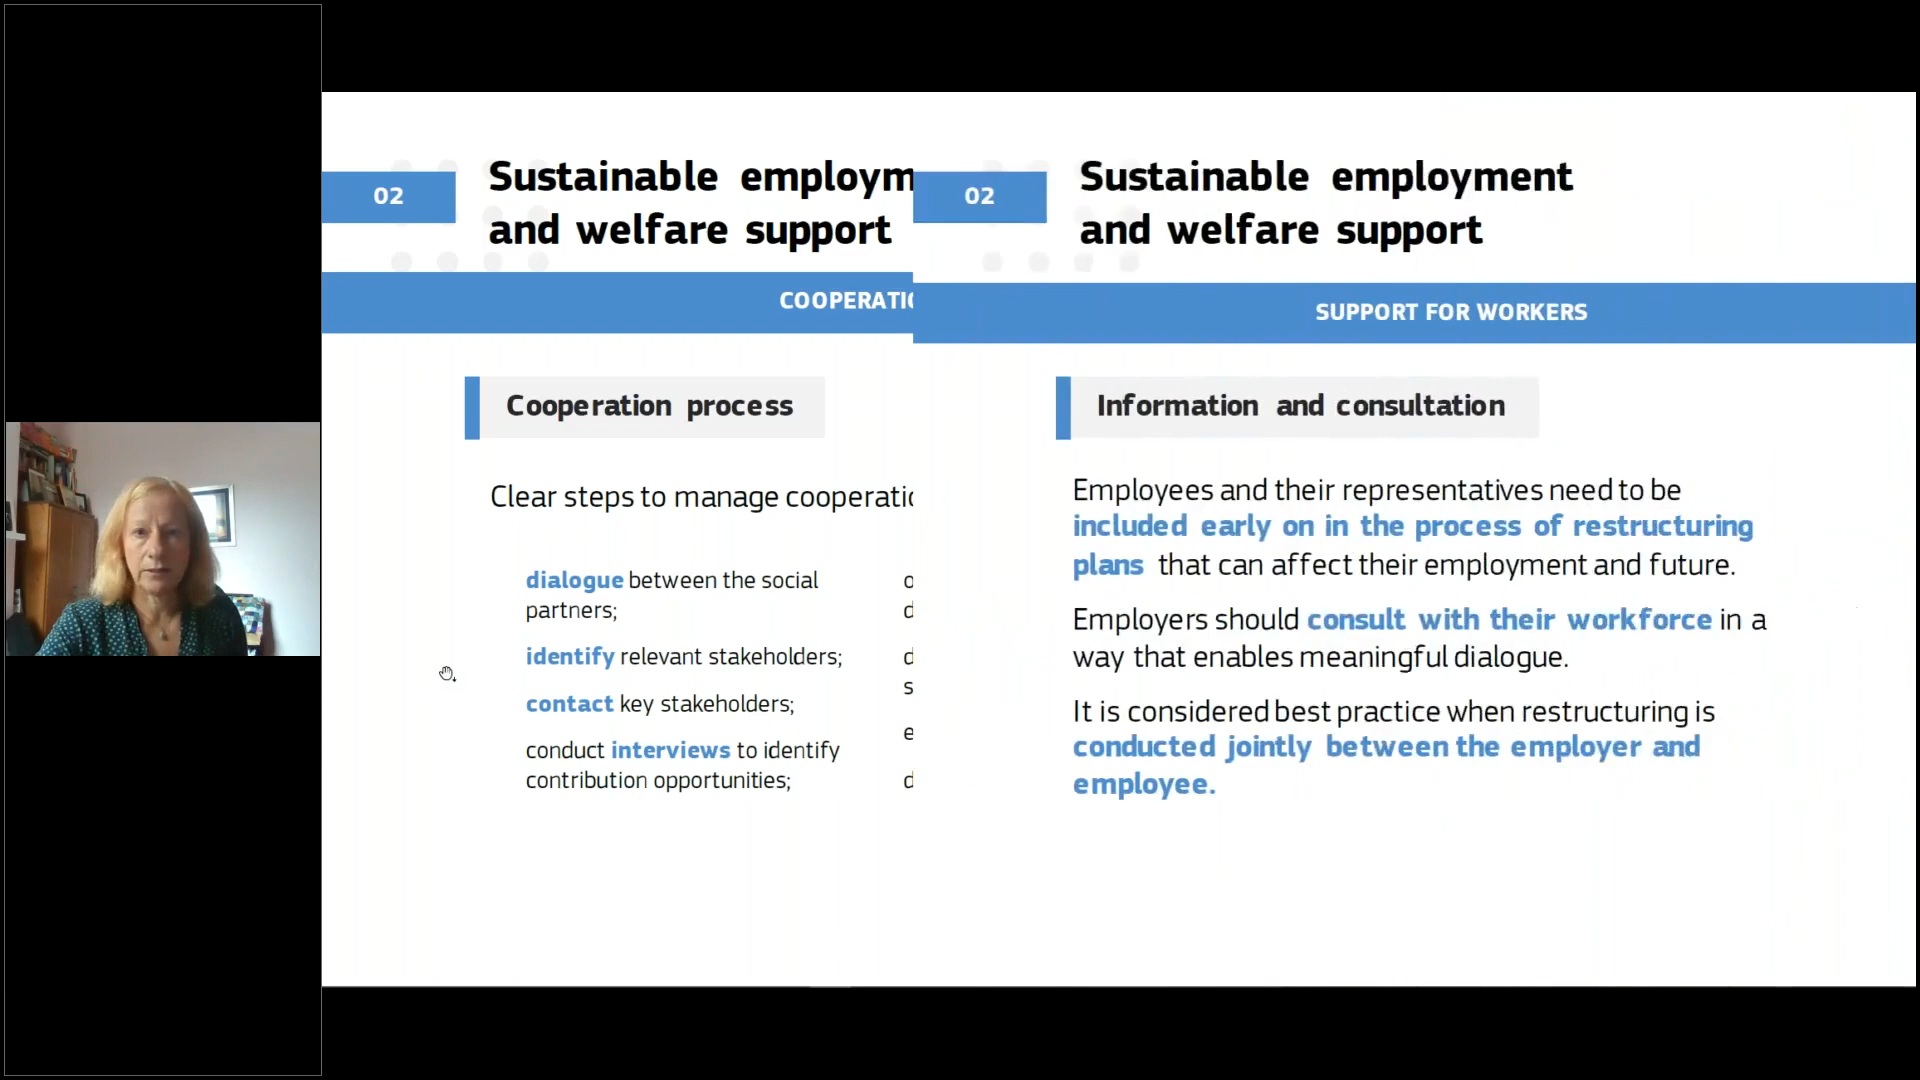 02
Sustainable employm
and welfare support
COOPERATIO
Cooperation process
Clear steps to manage cooperatio
dialogue between the social
partners;
identify relevant stakeholders;
contact key stakeholders;
conduct interviews to identify
contribution opportunities;
02
Sustainable employment
and welfare support
SUPPORT FOR WORKERS
Information and consultation
Employees and their representatives need to be
included early on in the process of restructuring
plans that can affect their employment and future.
Employers should consult with their workforce in a
way that enables meaningful dialogue.
It is considered best practice when restructuring is
conducted jointly between the employer and
employee.